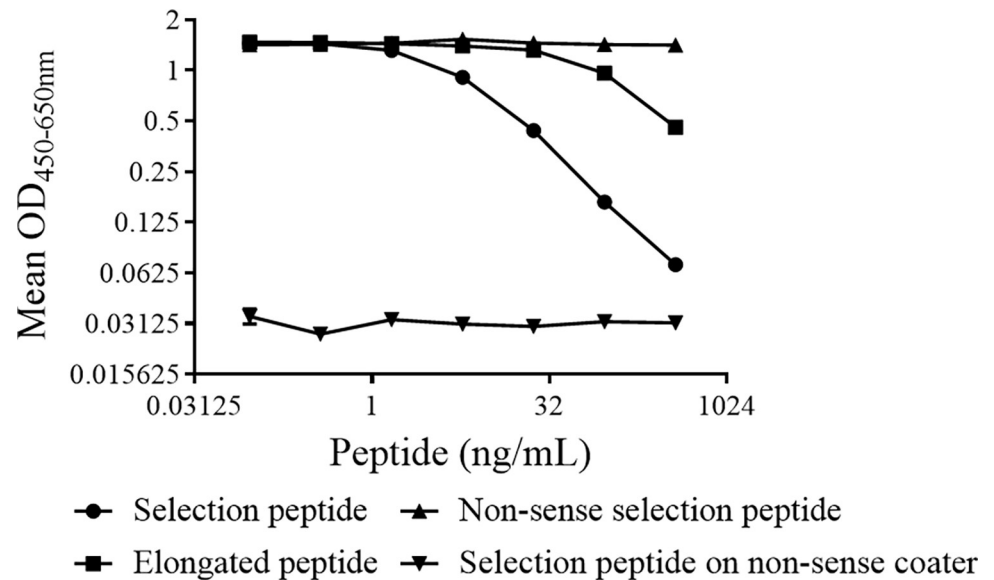 Mean OD450-650nm
2
1
0.5
0.25
0.125
0.0625
0.03125
0.015625
0.03125 1 32 1024
Peptide (ng/mL)
Selection peptide Non-sense selection peptide
Elongated peptide Selection peptide on non-sense coater